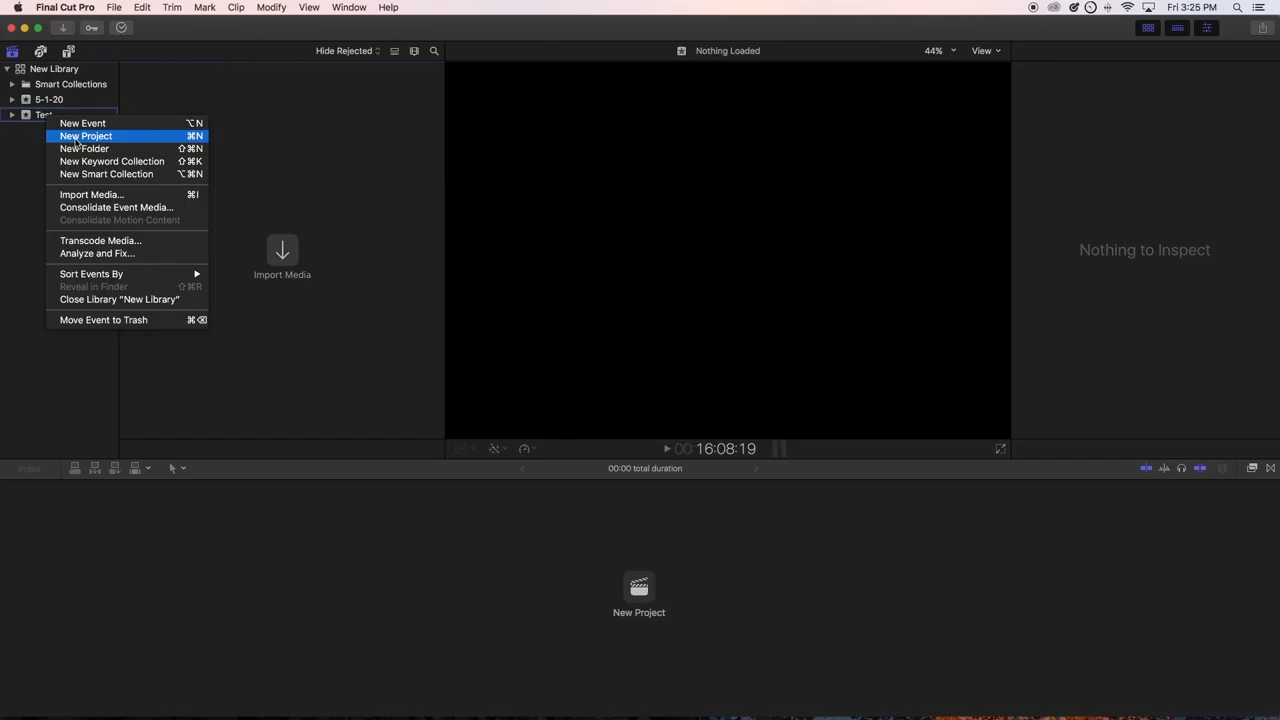 Final Cut Pro File Edit Trim Mark Clip Modify View Window Help Fri 3:25 PM
Hide Rejected Nothing Loaded 44% View
New Library
Smart Collections
5-1-20
New Event ⌥N
New Project ⌘N
New Folder ⇧⌘N
New Keyword Collection ⇧⌘K
New Smart Collection ⌥⌘N
Import Media... ⌘I
Consolidate Event Media...
Consolidate Motion Content
Transcode Media...
Analyze and Fix...
Sort Events By
Reveal in Finder ⇧⌘R
Close Library "New Library"
Move Event to Trash ⌘⌫
Import Media
Nothing to Inspect
00:00:16:08:19
Index 00:00 total duration
New Project